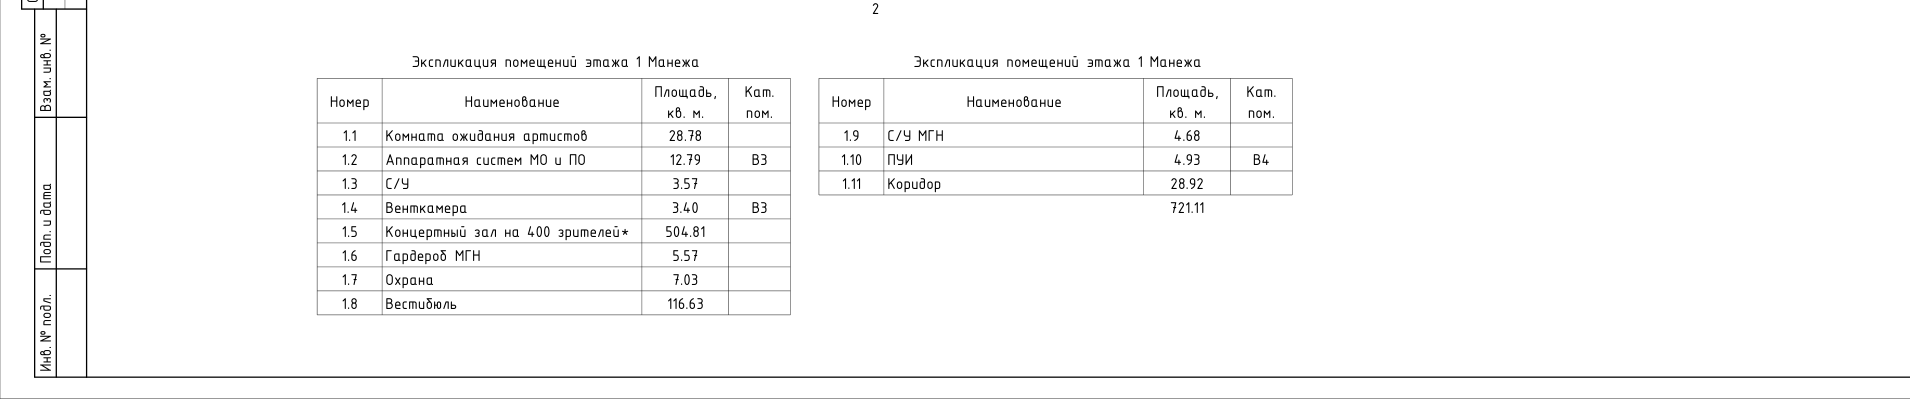 2
Экспликация помещений этажа 1 Манежа
Номер Наименование Площадь, кв. м. Кат. пом.
1.1 Комната ожидания артистов 28.78
1.2 Аппаратная систем МО и ПО 12.79 В3
1.3 С/У 3.57
1.4 Венткамера 3.40 В3
1.5 Концертный зал на 400 зрителей* 504.81
1.6 Гардероб МГН 5.57
1.7 Охрана 7.03
1.8 Вестибюль 116.63
Экспликация помещений этажа 1 Манежа
Номер Наименование Площадь, кв. м. Кат. пом.
1.9 С/У МГН 4.68
1.10 ПУИ 4.93 В4
1.11 Коридор 28.92
721.11
Взам. инв. №
Подп. и дата
Инв. № подл.